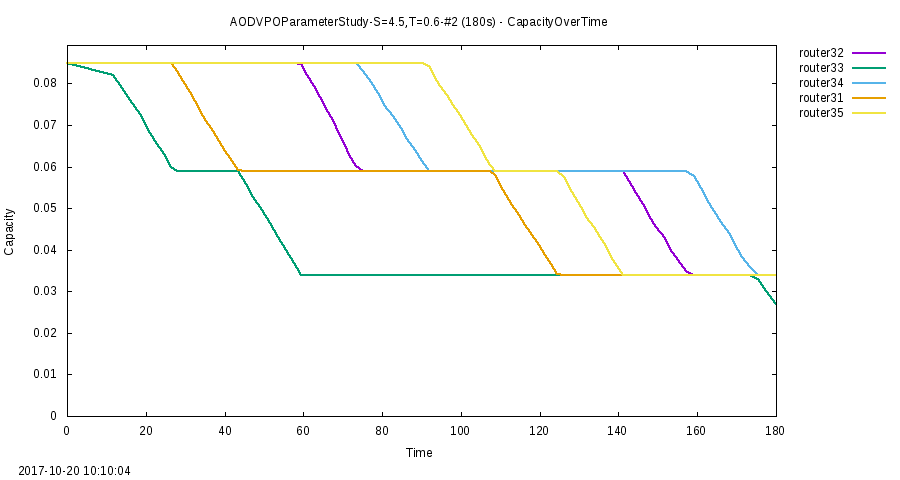 AODVPOParameterStudy-S=4.5,T=0.6-#2 (180s) - CapacityOverTime
router32
router33
router34
router31
router35
0.08
0.07
0.06
0.05
0.04
0.03
0.02
0.01
0
Capacity
0 20 40 60 80 100 120 140 160 180
Time
2017-10-20 10:10:04